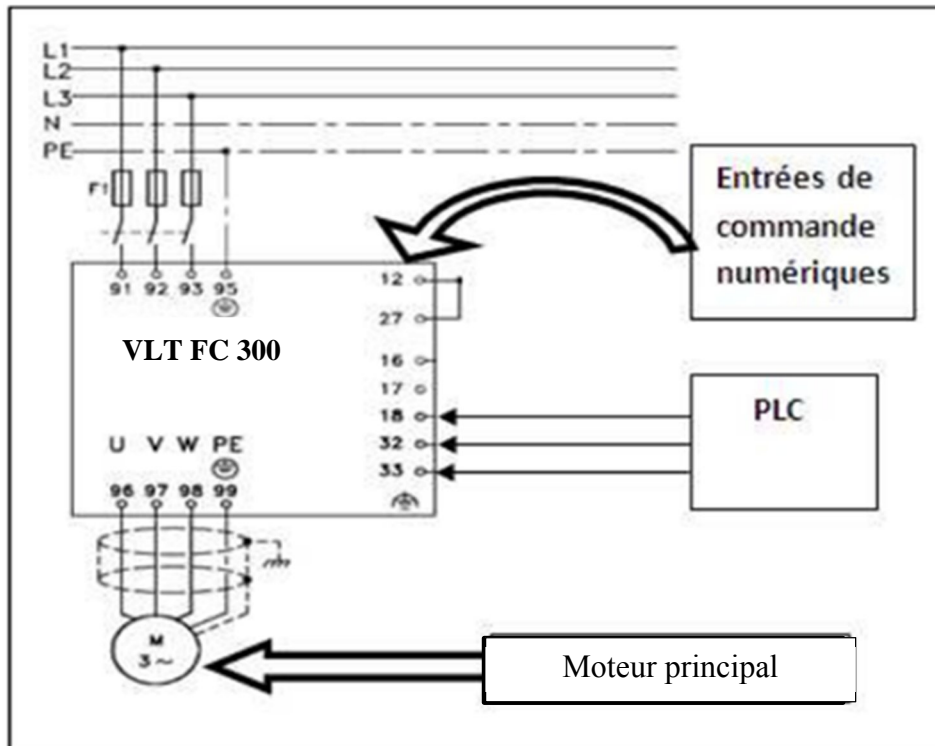 L1
L2
L3
N
PE
F1
Entrées de
commande
numériques
91 92 93 95
12
27
VLT FC 300
16
17
18
32
33
PLC
U V W PE
96 97 98 99
M
3 ~
Moteur principal